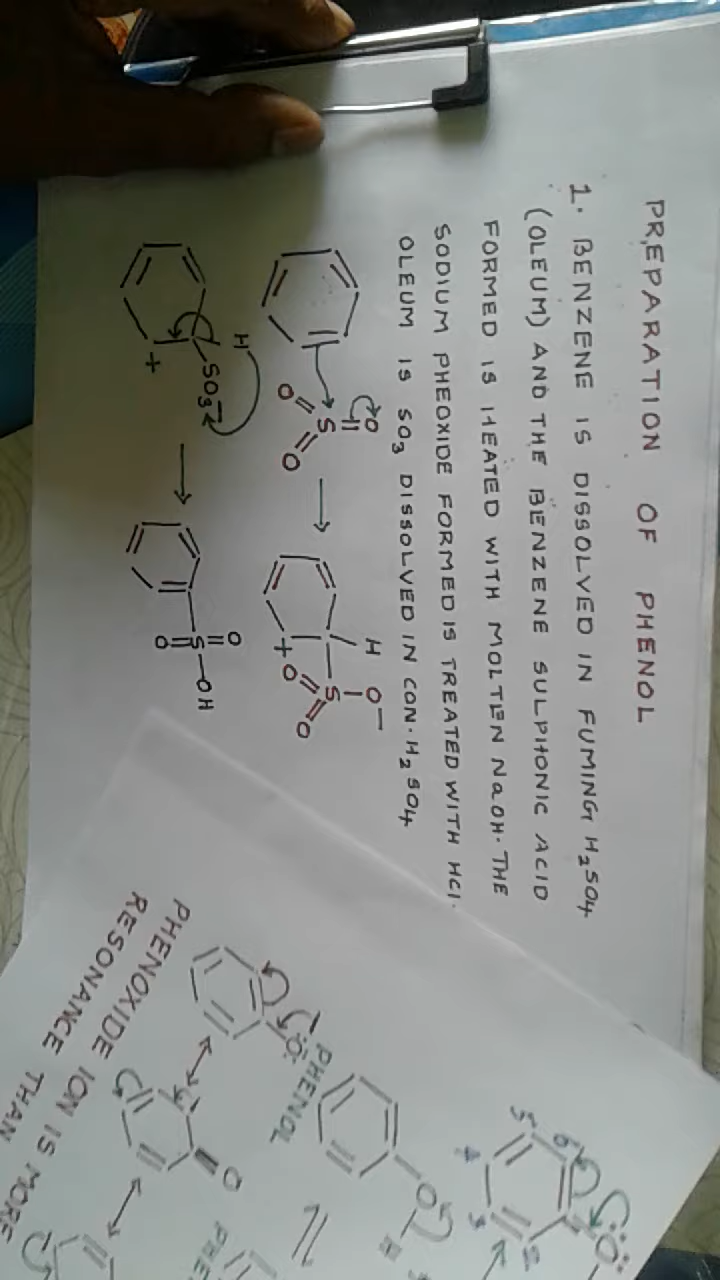 PREPARATION OF PHENOL
1. BENZENE IS DISSOLVED IN FUMING H2SO4
(OLEUM) AND THE BENZENE SULPHONIC ACID
FORMED IS HEATED WITH MOLTEN NaOH. THE
SODIUM PHEOXIDE FORMED IS TREATED WITH HCl.
OLEUM IS SO3 DISSOLVED IN CON. H2SO4
O
S
O
O
H
O−
S
+
O
O
H
SO3−
+
O
S
O
OH
PHENOL
O
PHENOXIDE ION IS MORE
RESONANCE THAN